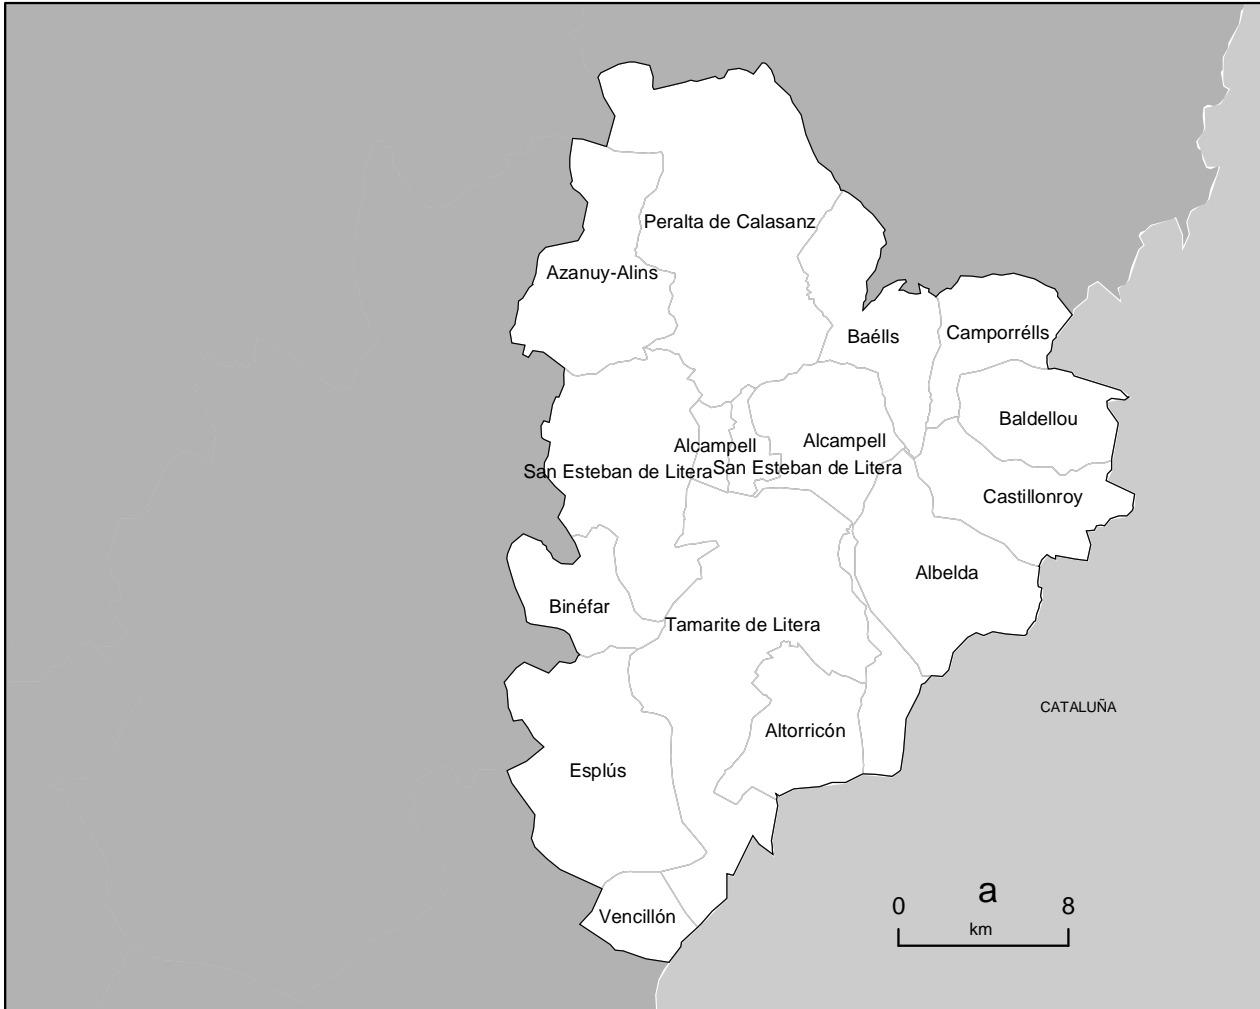 Peralta de Calasanz
Azanuy-Alins
Baélls
Camporrélls
Baldellou
Alcampell
Alcampell
San Esteban de Litera
San Esteban de Litera
Castillonroy
Albelda
Binéfar
Tamarite de Litera
CATALUÑA
Altorricón
Esplús
Vencillón
a
0
8
km